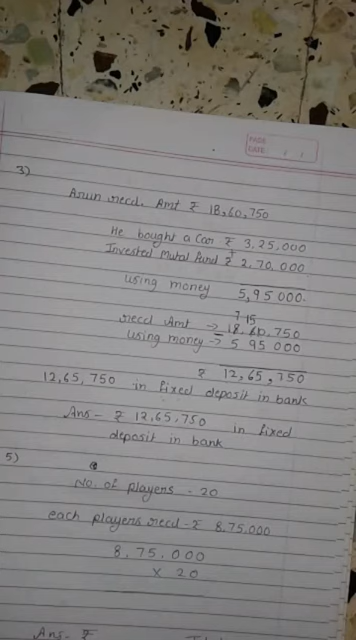 PAGE
DATE
3)
Arun recd. Amt ₹ 18,60,750
He bought a Car ₹ 3,25,000
+
Invested Mutal Fund ₹ 2,70,000
using money 5,95000.
7 15
recd Amt → 18,60,750
using money → 5 95 000
₹ 12,65,750
12,65,750 in fixed deposit in bank
Ans - ₹ 12,65,750 in fixed
deposit in bank
5)
No. of players - 20
each players recd - ₹ 8,75,000
8,75,000
X 20
Ans. ₹